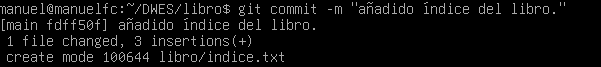 manuel@manuelfc:~/DWES/libro$ git commit -m "añadido índice del libro."
[main fdff50f] añadido índice del libro.
 1 file changed, 3 insertions(+)
 create mode 100644 libro/indice.txt